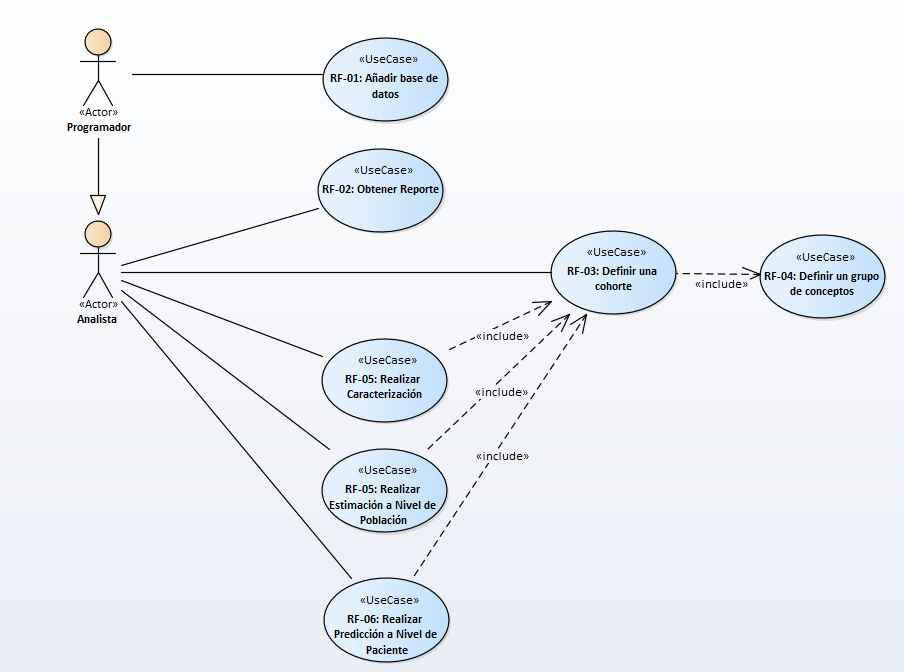 «Actor»
Programador
«UseCase»
RF-01: Añadir base de
datos
«UseCase»
RF-02: Obtener Reporte
«Actor»
Analista
«UseCase»
RF-03: Definir una
cohorte
«include»
«UseCase»
RF-04: Definir un grupo
de conceptos
«include»
«UseCase»
RF-05: Realizar
Caracterización
«include»
«UseCase»
RF-05: Realizar
Estimación a Nivel de
Población
«include»
«UseCase»
RF-06: Realizar
Predicción a Nivel de
Paciente